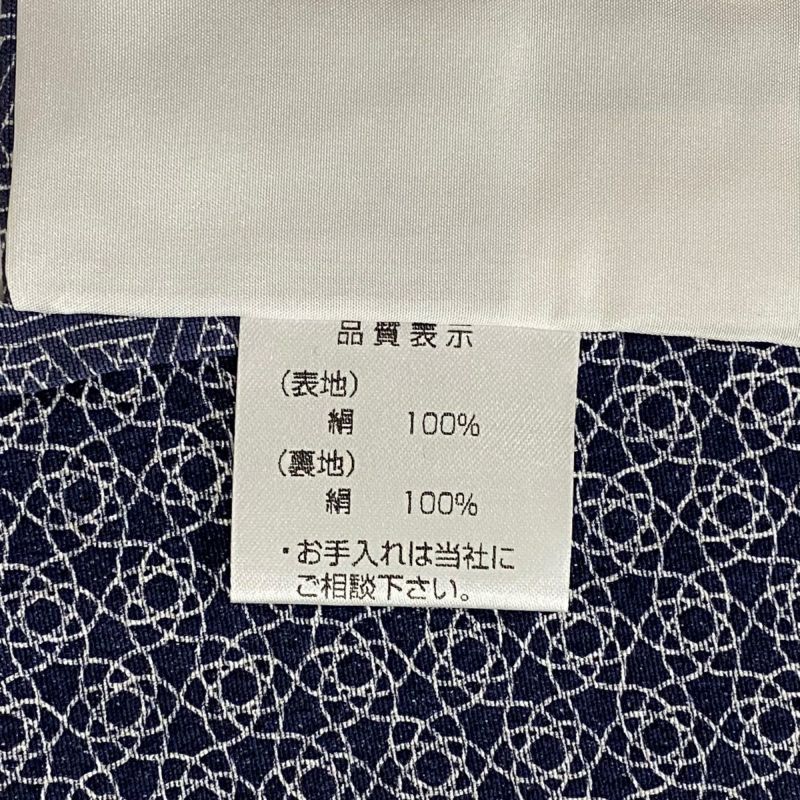 品質表示
(表地)
絹 100%
(裏地)
絹 100%
・お手入れは当社に
ご相談下さい。